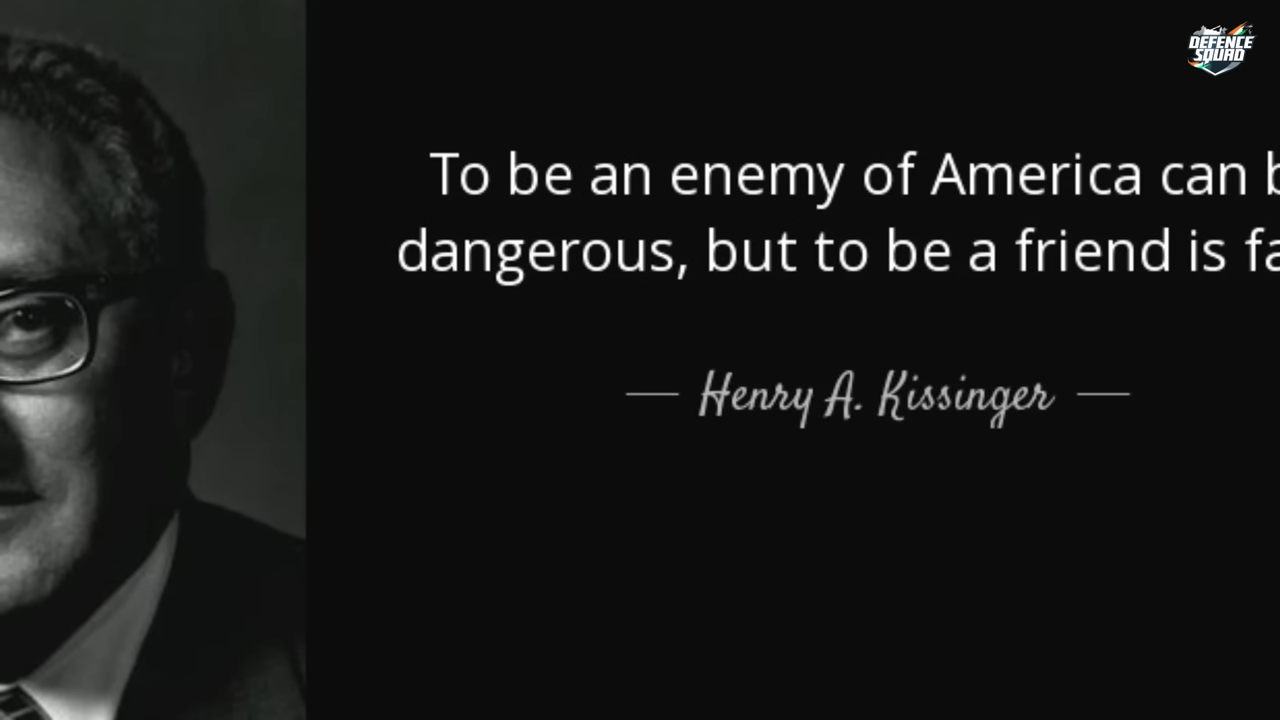 DEFENCE
SQUAD
To be an enemy of America can
dangerous, but to be a friend is
— Henry A. Kissinger —